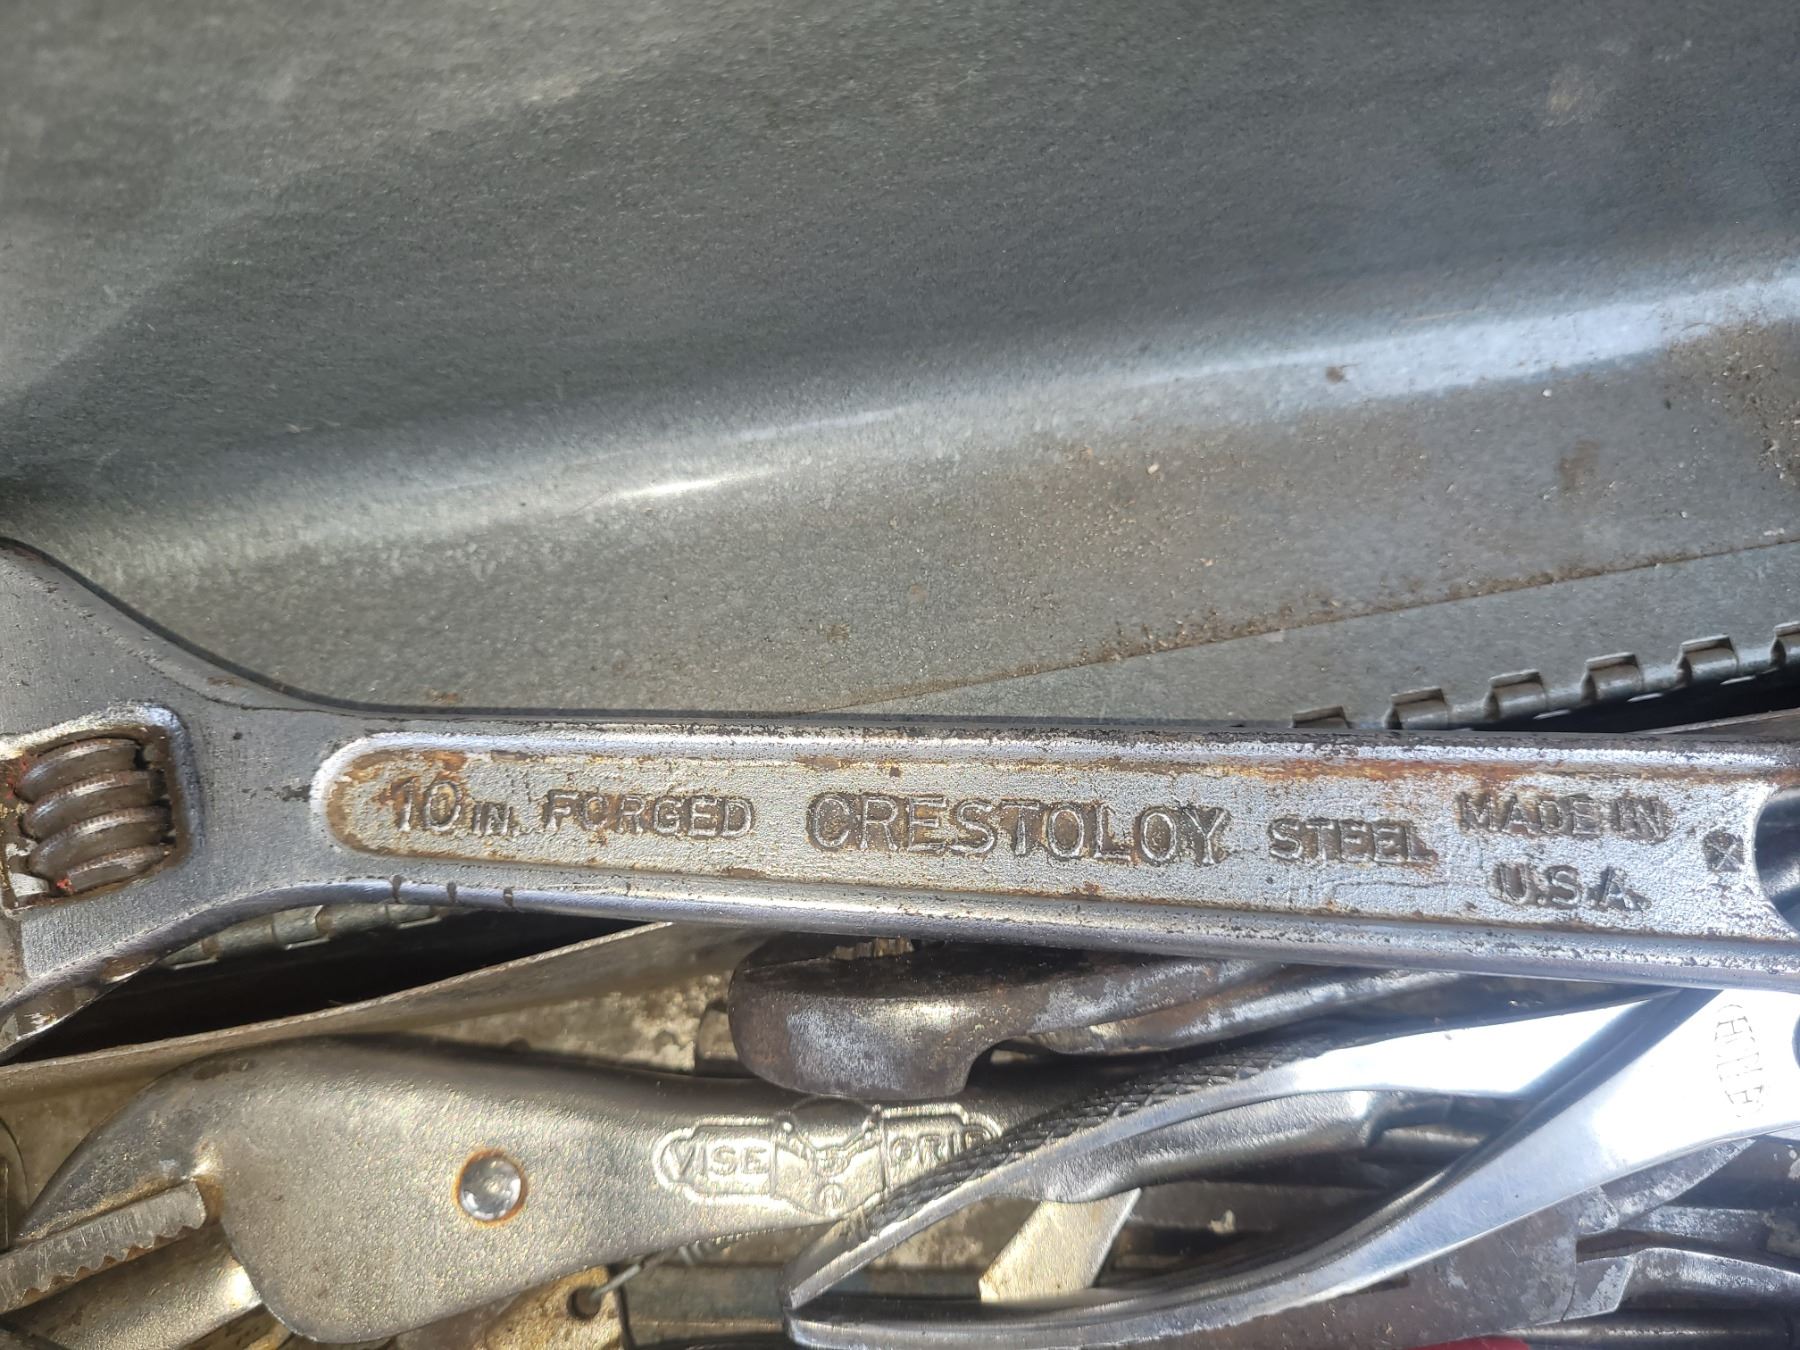 10 IN. FORGED CRESTOLOY STEEL MADE IN
U.S.A.
VISE GRIP